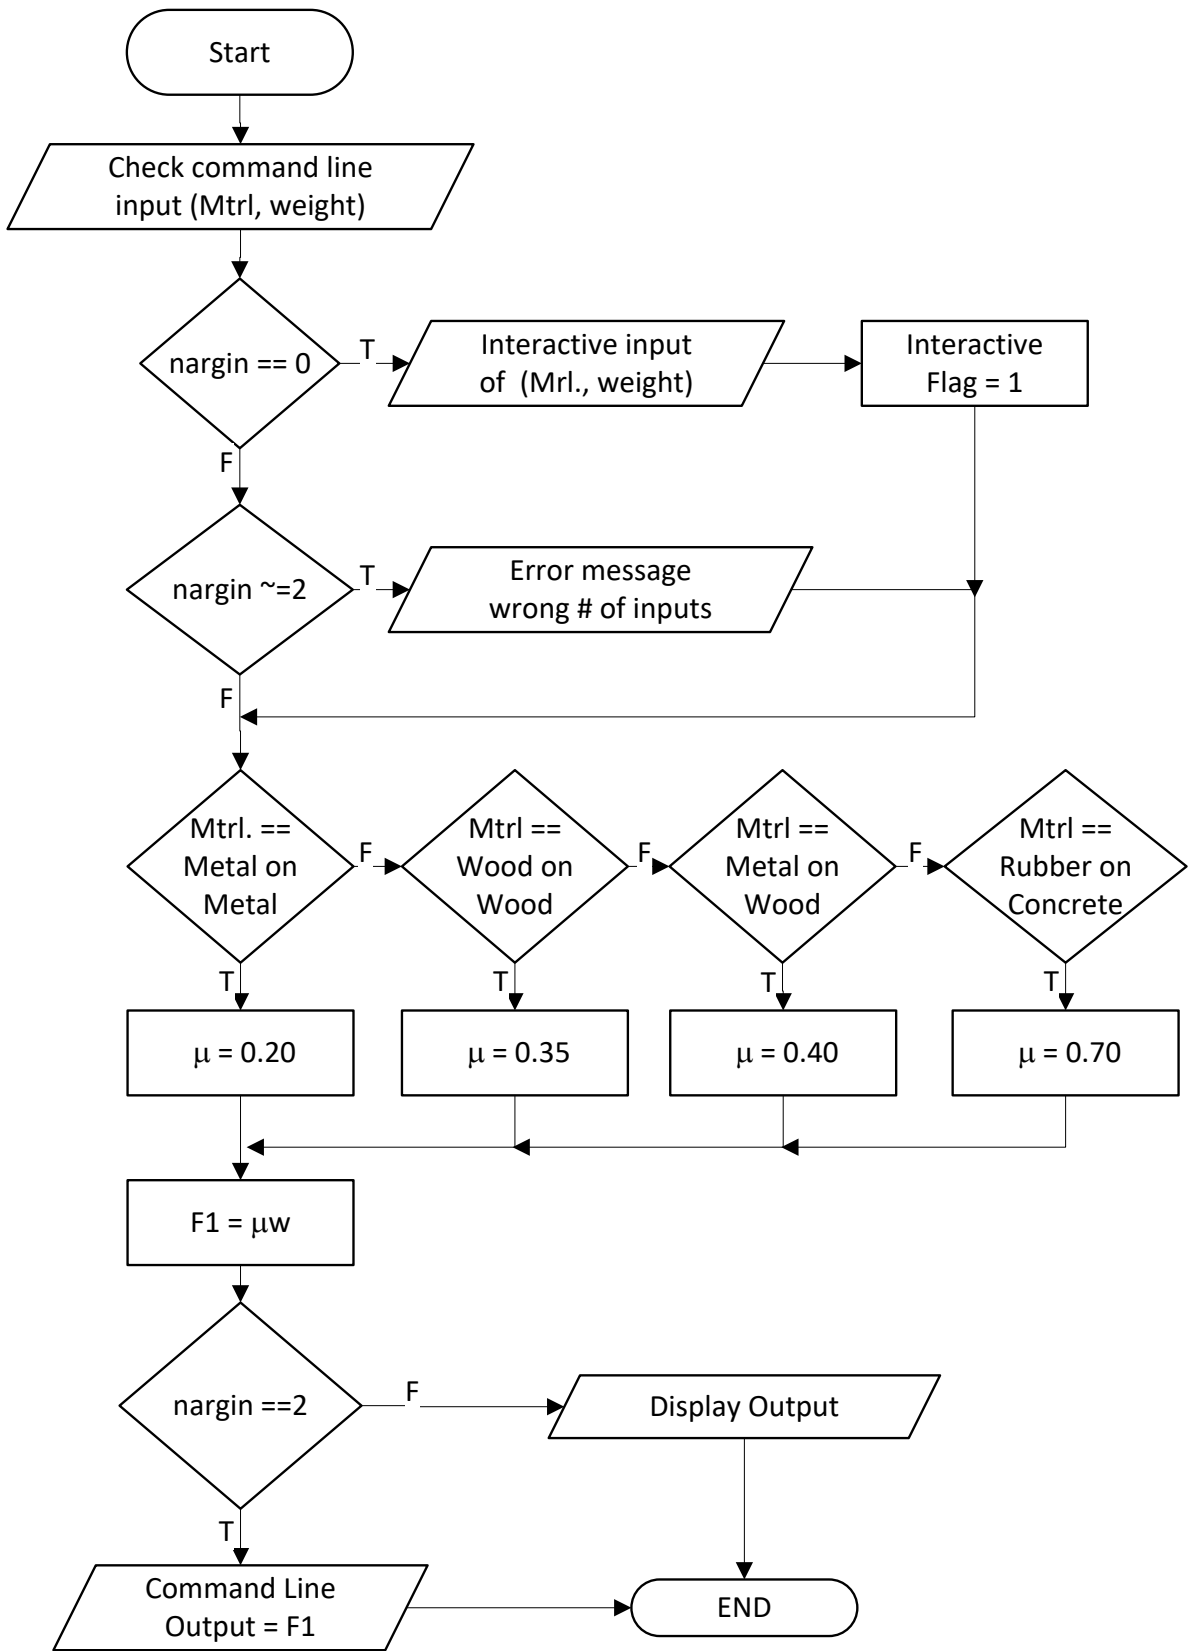 Start
Check command line
input (Mtrl, weight)
nargin == 0
T
Interactive input
of  (Mrl., weight)
Interactive
Flag = 1
F
nargin ~=2
T
Error message
wrong # of inputs
F
Mtrl. ==
Metal on
Metal
F
Mtrl ==
Wood on
Wood
F
Mtrl ==
Metal on
Wood
F
Mtrl ==
Rubber on
Concrete
T
T
T
T
μ = 0.20
μ = 0.35
μ = 0.40
μ = 0.70
F1 = μw
nargin ==2
F
Display Output
T
Command Line
Output = F1
END